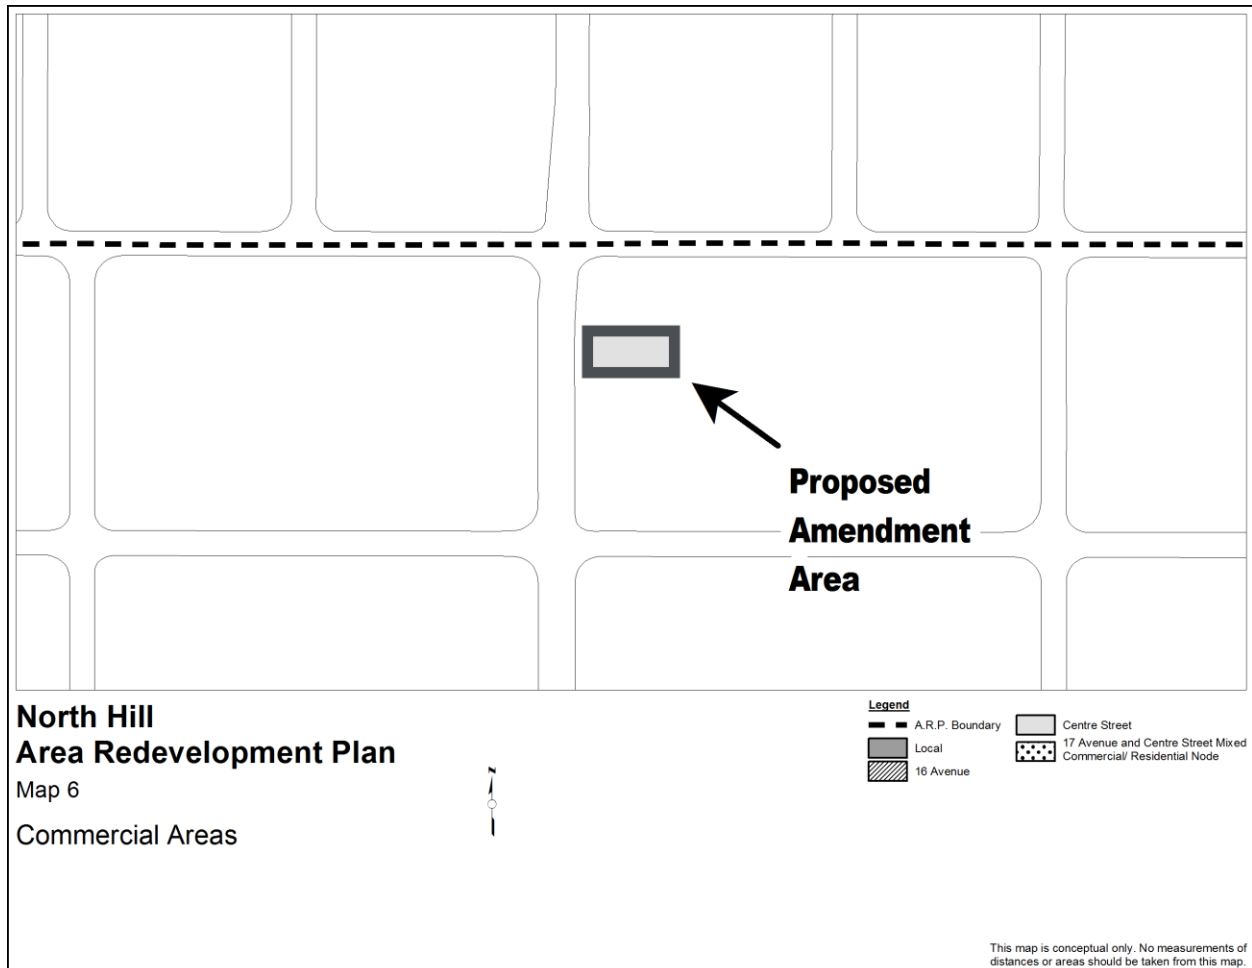 Proposed
Amendment
Area
North Hill
Area Redevelopment Plan
Map 6
Commercial Areas
N
Legend
A.R.P. Boundary
Local
16 Avenue
Centre Street
17 Avenue and Centre Street Mixed
Commercial/ Residential Node
This map is conceptual only. No measurements of
distances or areas should be taken from this map.